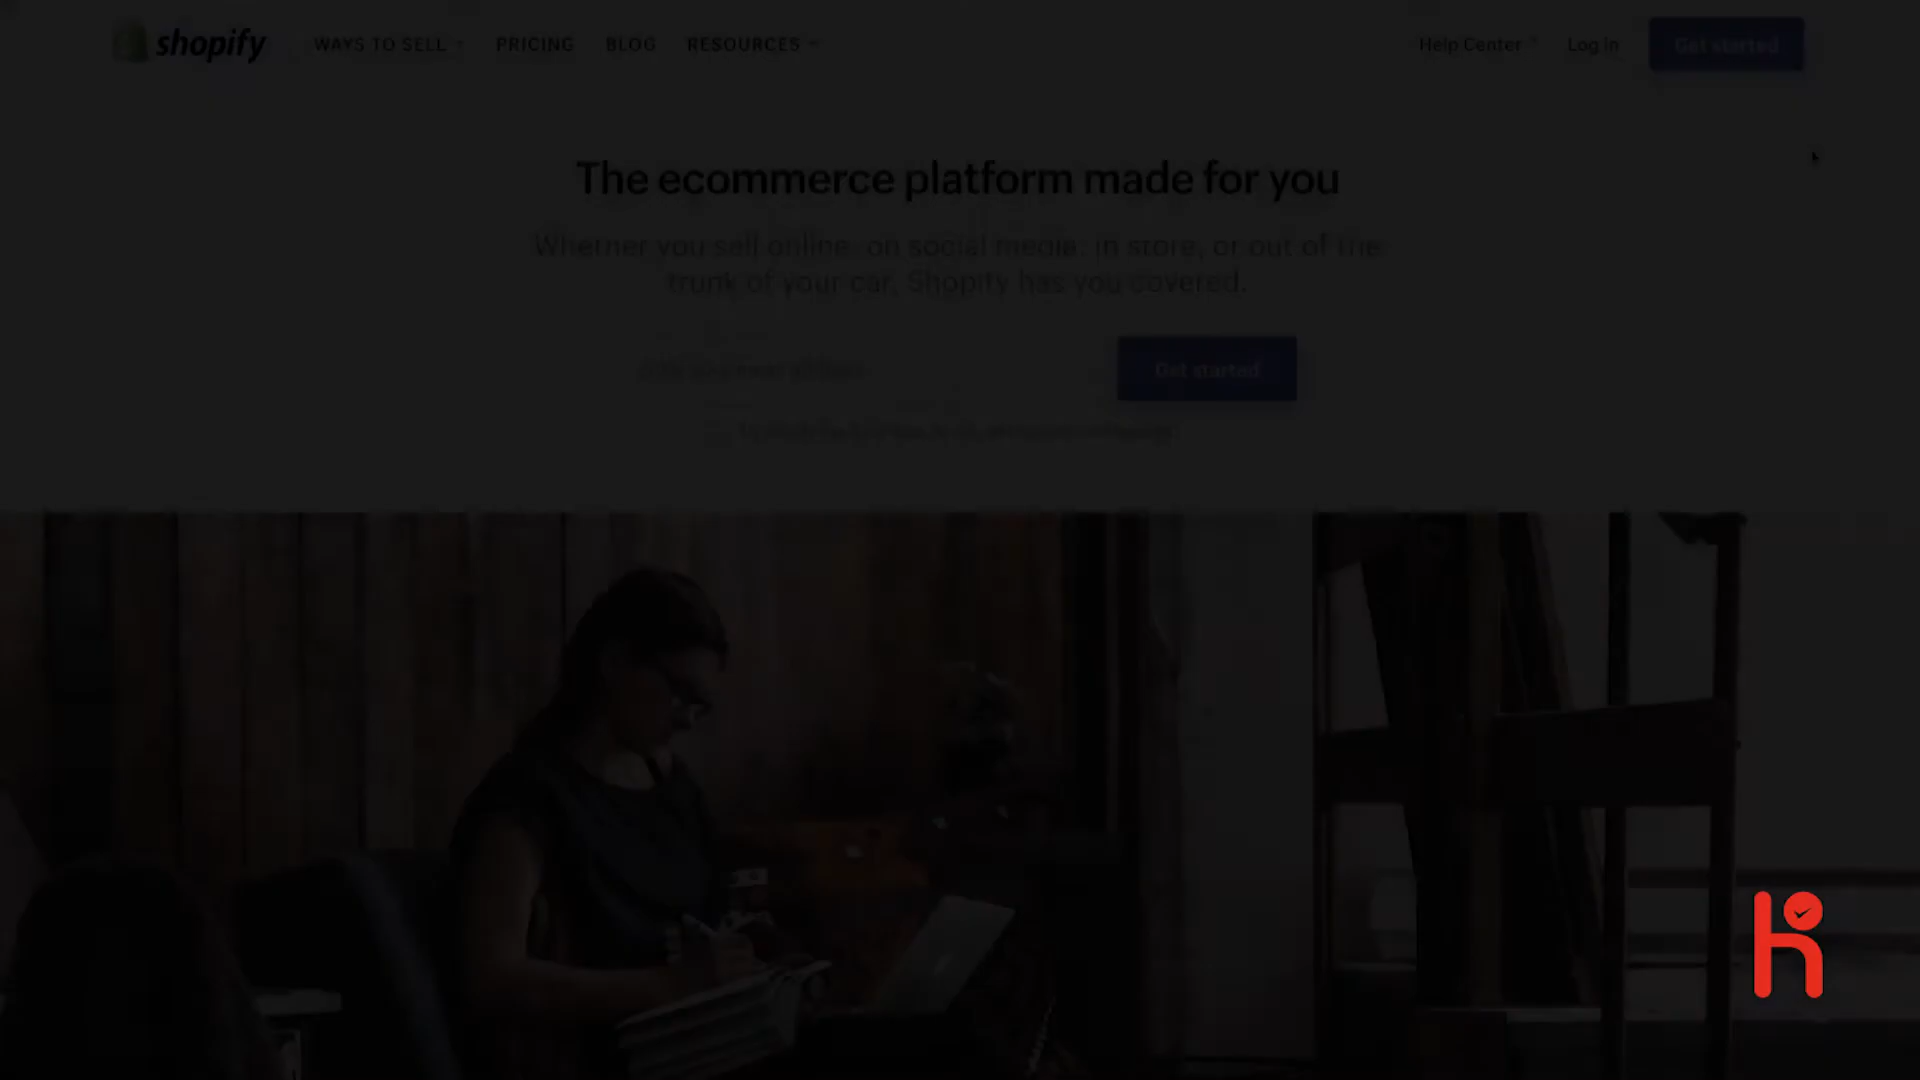 shopify
WAYS TO SELL PRICING BLOG RESOURCES Help Center Log in Get started
The ecommerce platform made for you
Whether you sell online, on social media, in store, or out of the
trunk of your car, Shopify has you covered.
Get started